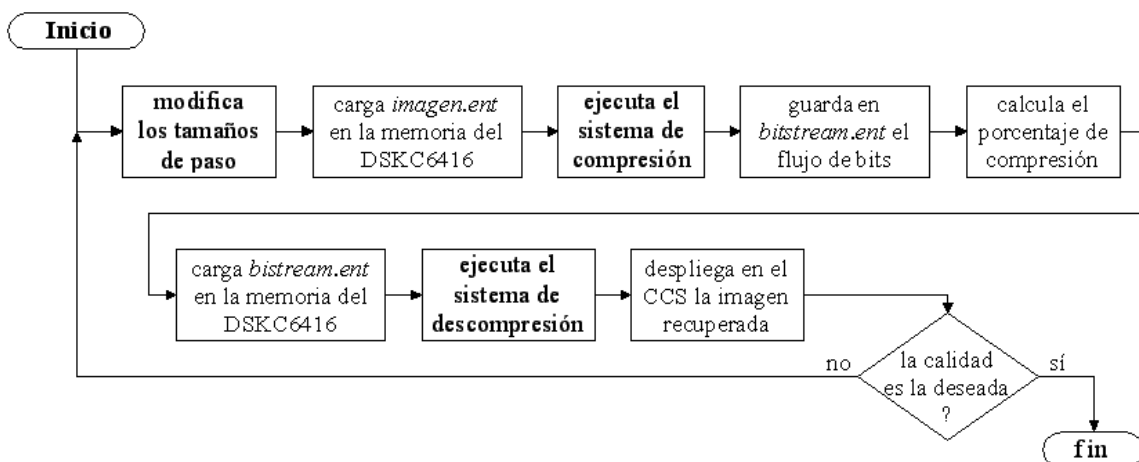 Inicio
modifica
los tamaños
de paso
carga imagen.ent
en la memoria del
DSKC6416
ejecuta el
sistema de
compresión
guarda en
bitstream.ent el
flujo de bits
calcula el
porcentaje de
compresión
carga bistream.ent
en la memoria del
DSKC6416
ejecuta el
sistema de
descompresión
despliega en el
CCS la imagen
recuperada
no
la calidad
es la deseada
?
sí
fin